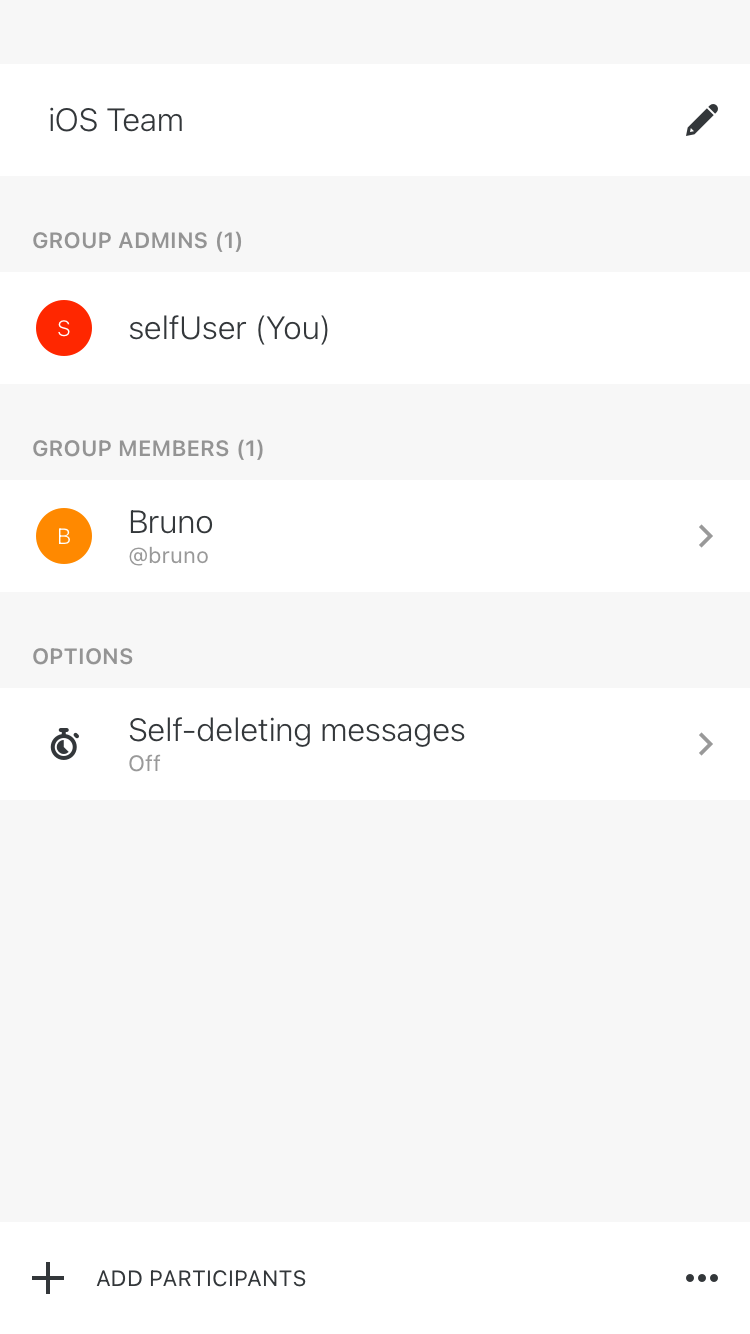 iOS Team
GROUP ADMINS (1)
S
selfUser (You)
GROUP MEMBERS (1)
B
Bruno
@bruno
OPTIONS
Self-deleting messages
Off
ADD PARTICIPANTS